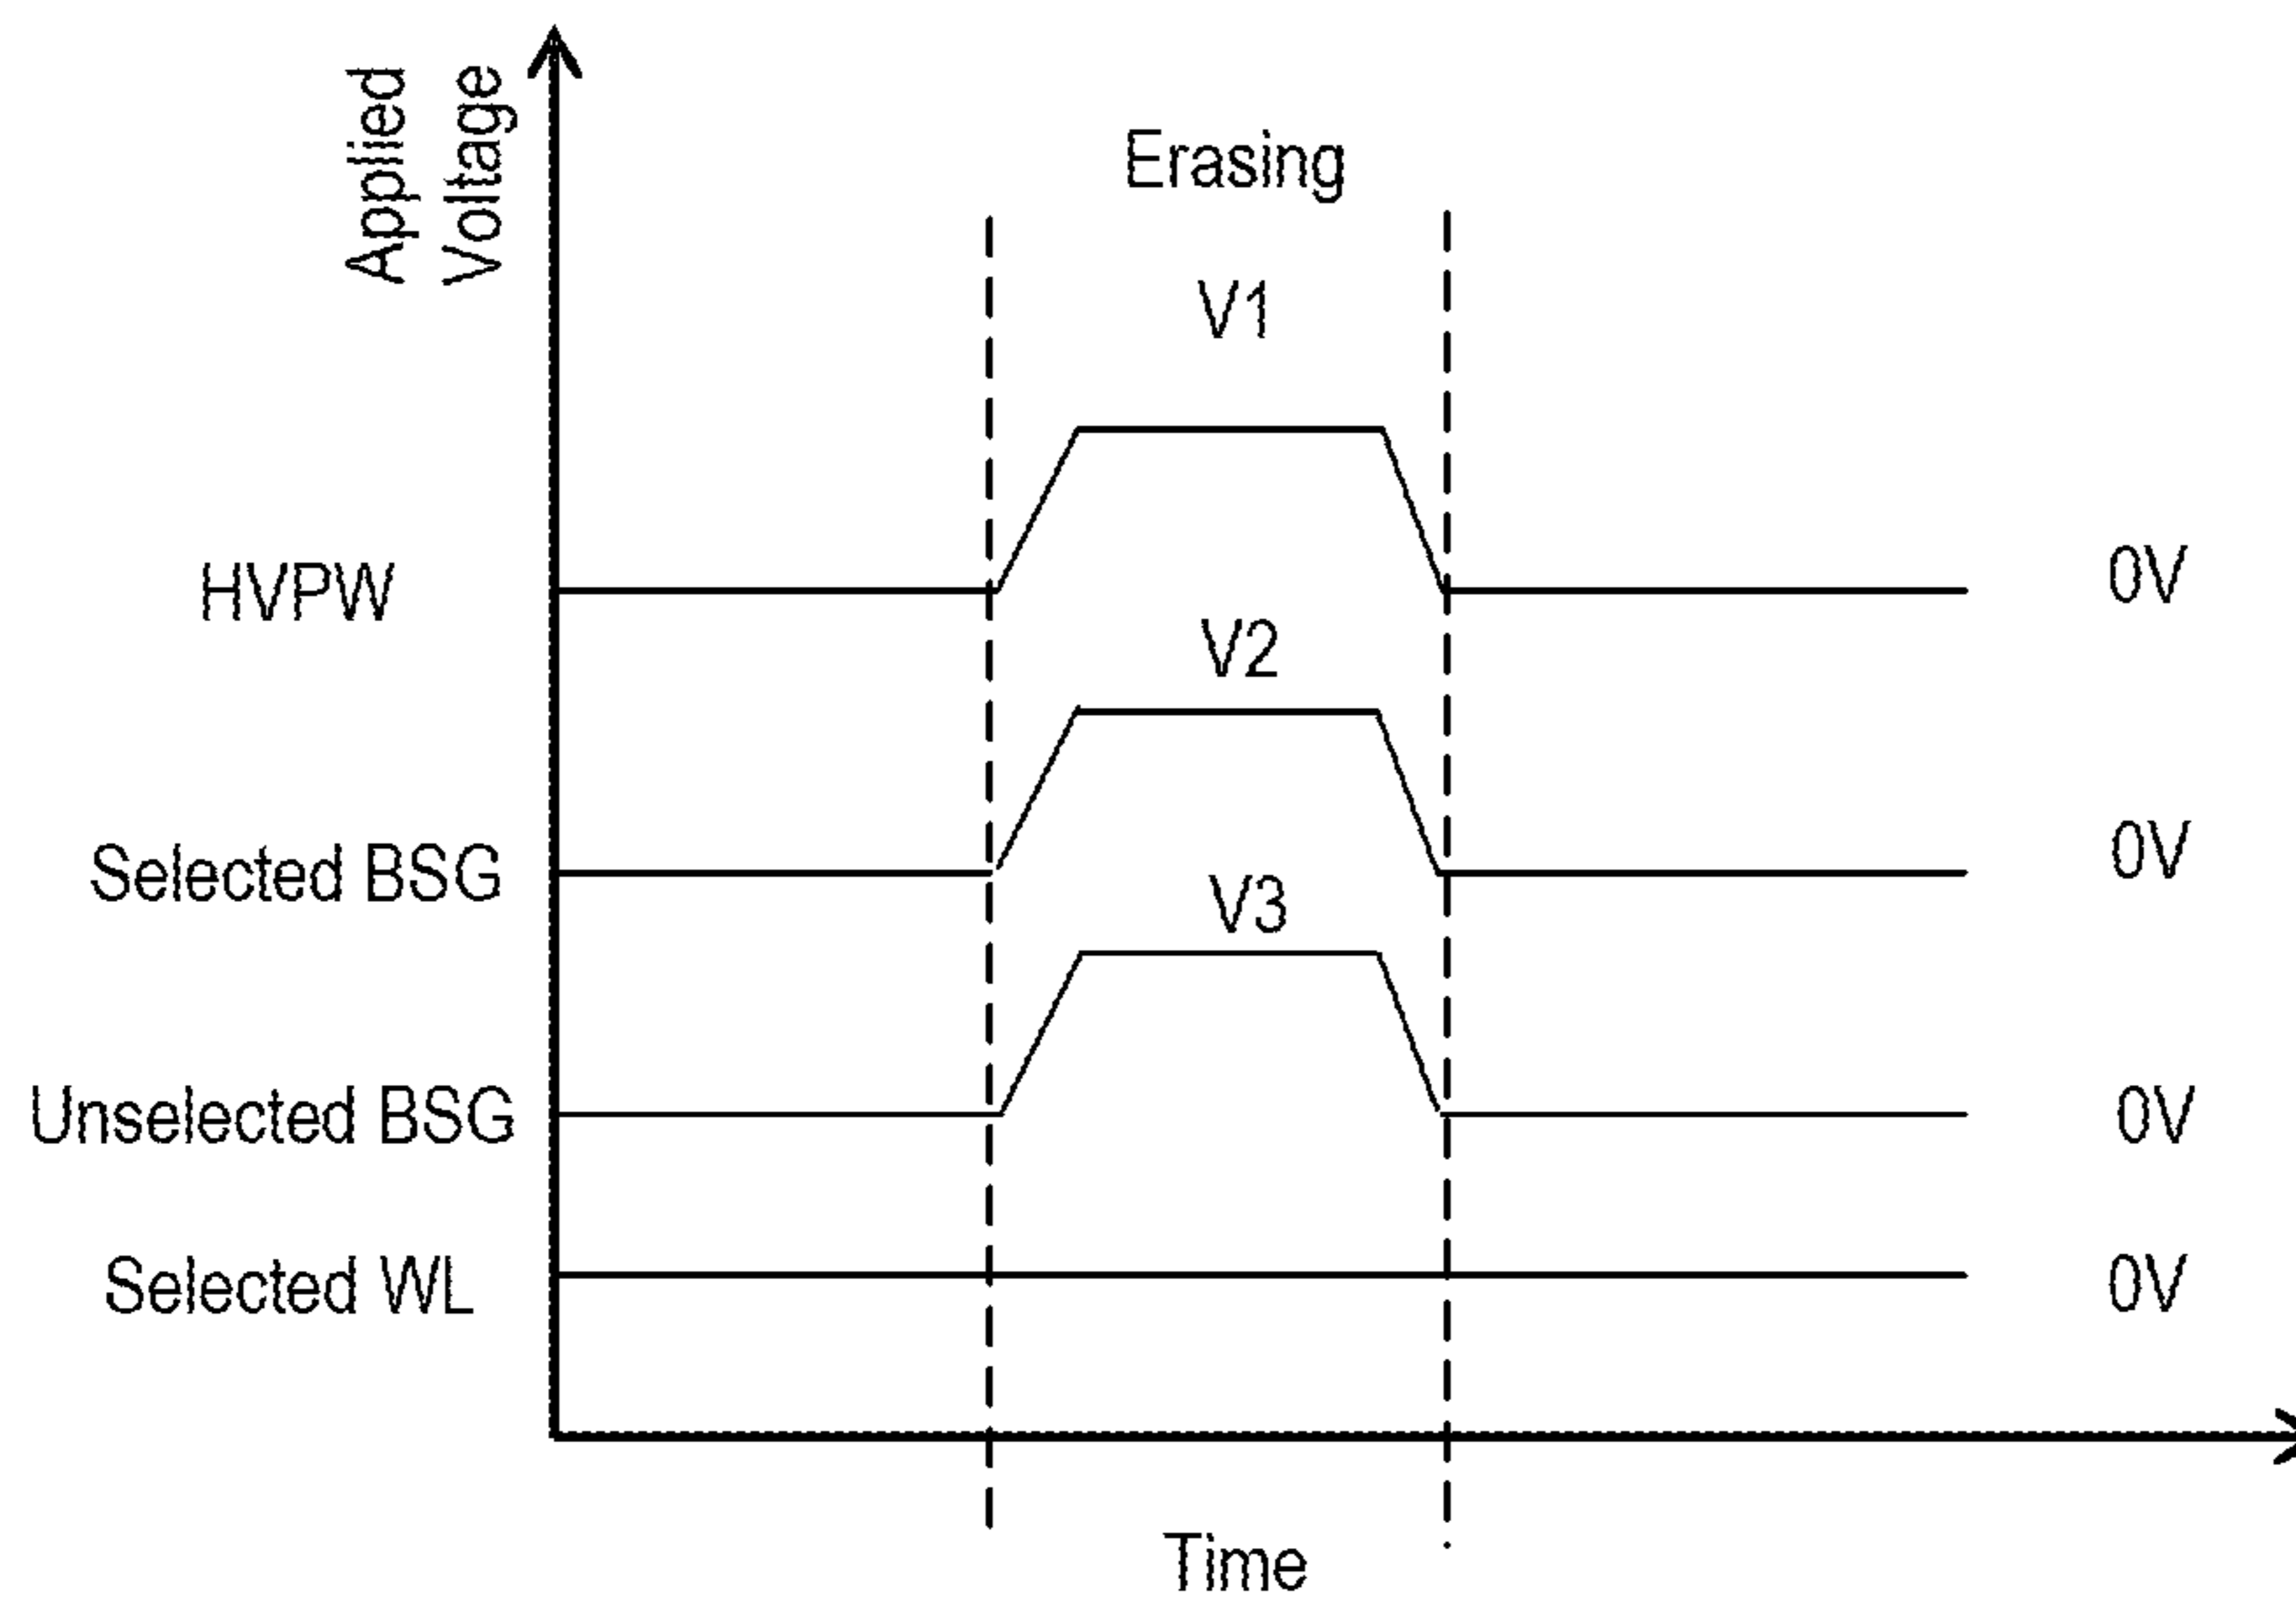 Applied
Voltage
Erasing
V1
HVPW
0V
V2
Selected BSG
0V
V3
Unselected BSG
0V
Selected WL
0V
Time